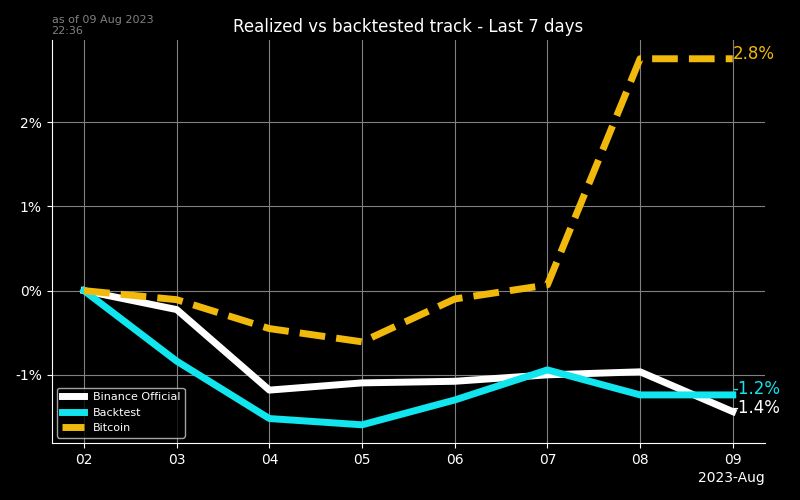 as of 09 Aug 2023
22:36
Realized vs backtested track - Last 7 days
2.8%
2%
1%
0%
-1%
-1.2%
-1.4%
Binance Official
Backtest
Bitcoin
02 03 04 05 06 07 08 09
2023-Aug